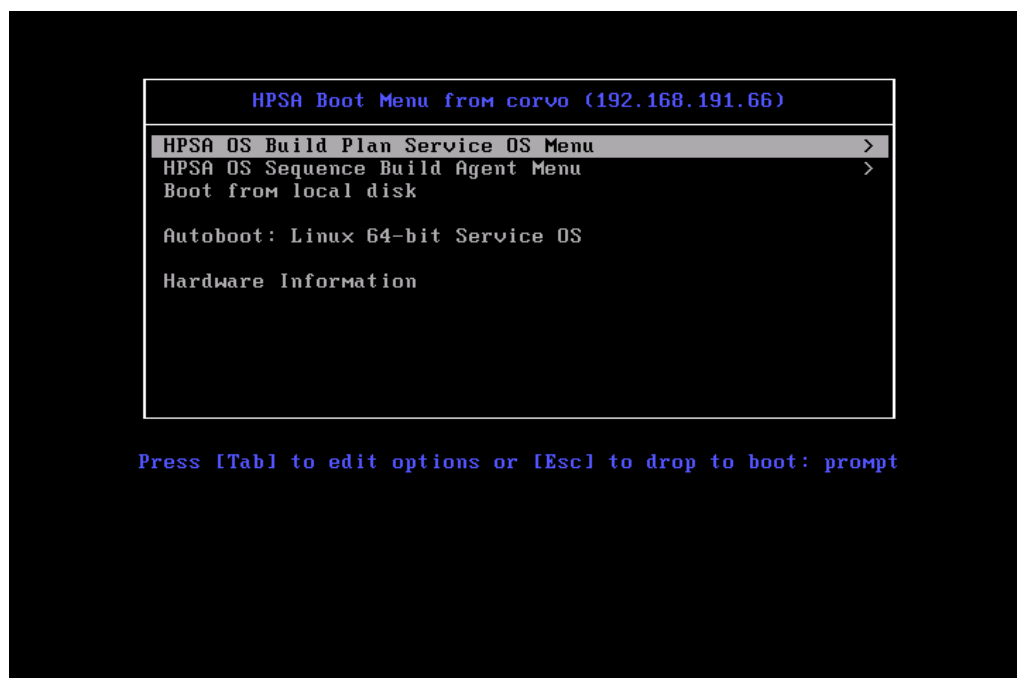 HPSA Boot Menu from corvo (192.168.191.66)
HPSA OS Build Plan Service OS Menu >
HPSA OS Sequence Build Agent Menu >
Boot from local disk
Autoboot: Linux 64-bit Service OS
Hardware Information
Press [Tab] to edit options or [Esc] to drop to boot: prompt